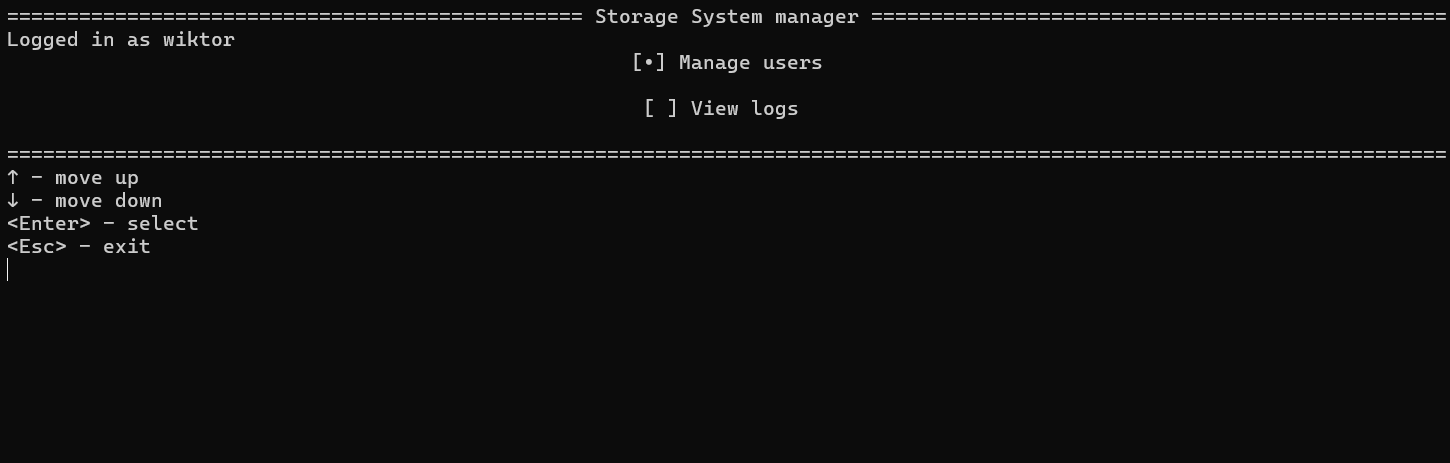 ================================================ Storage System manager ================================================
Logged in as wiktor
[•] Manage users
[ ] View logs
========================================================================================================================
↑ - move up
↓ - move down
<Enter> - select
<Esc> - exit